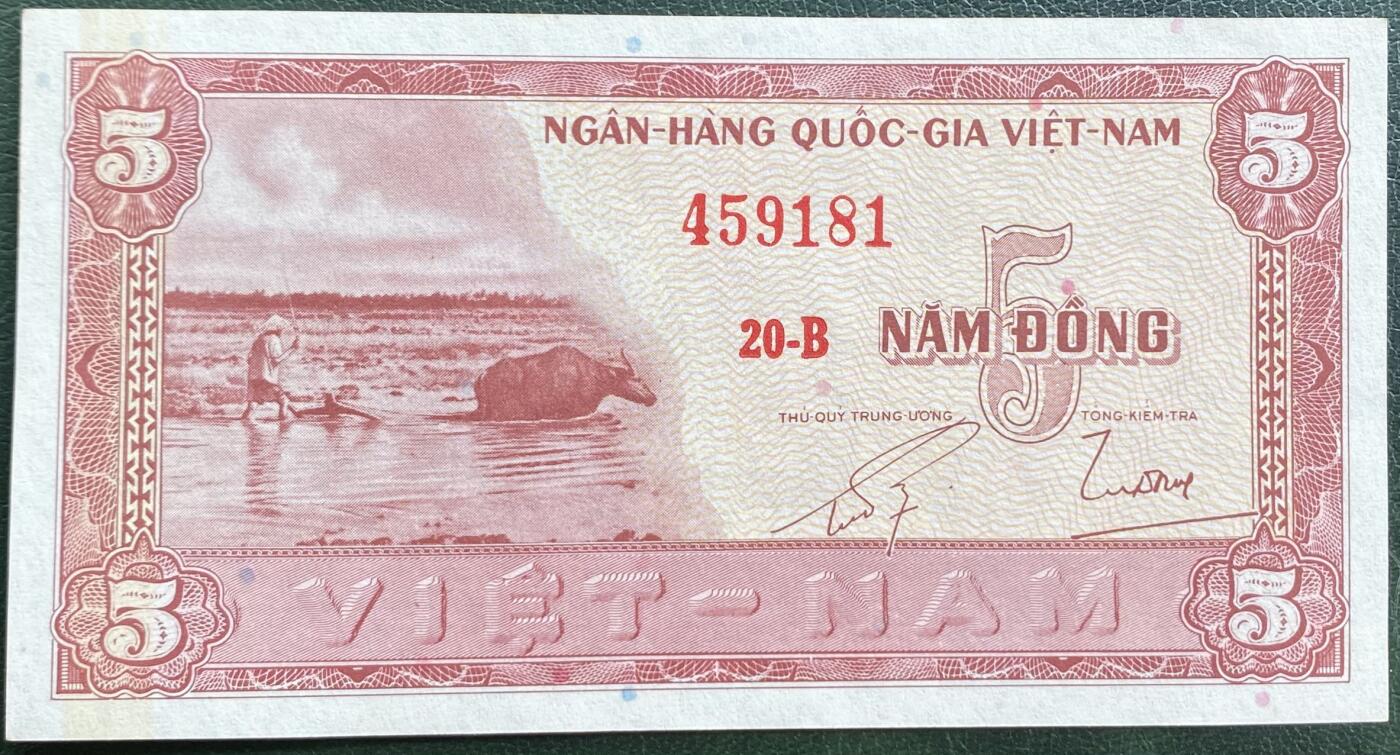 5
5
NGÂN-HÀNG QUỐC-GIA VIỆT-NAM
459181
5
20-B
NĂM ĐỒNG
THỦ-QUỸ TRUNG-ƯƠNG
TỔNG-KIỂM-TRA
5
VIỆT-NAM
5